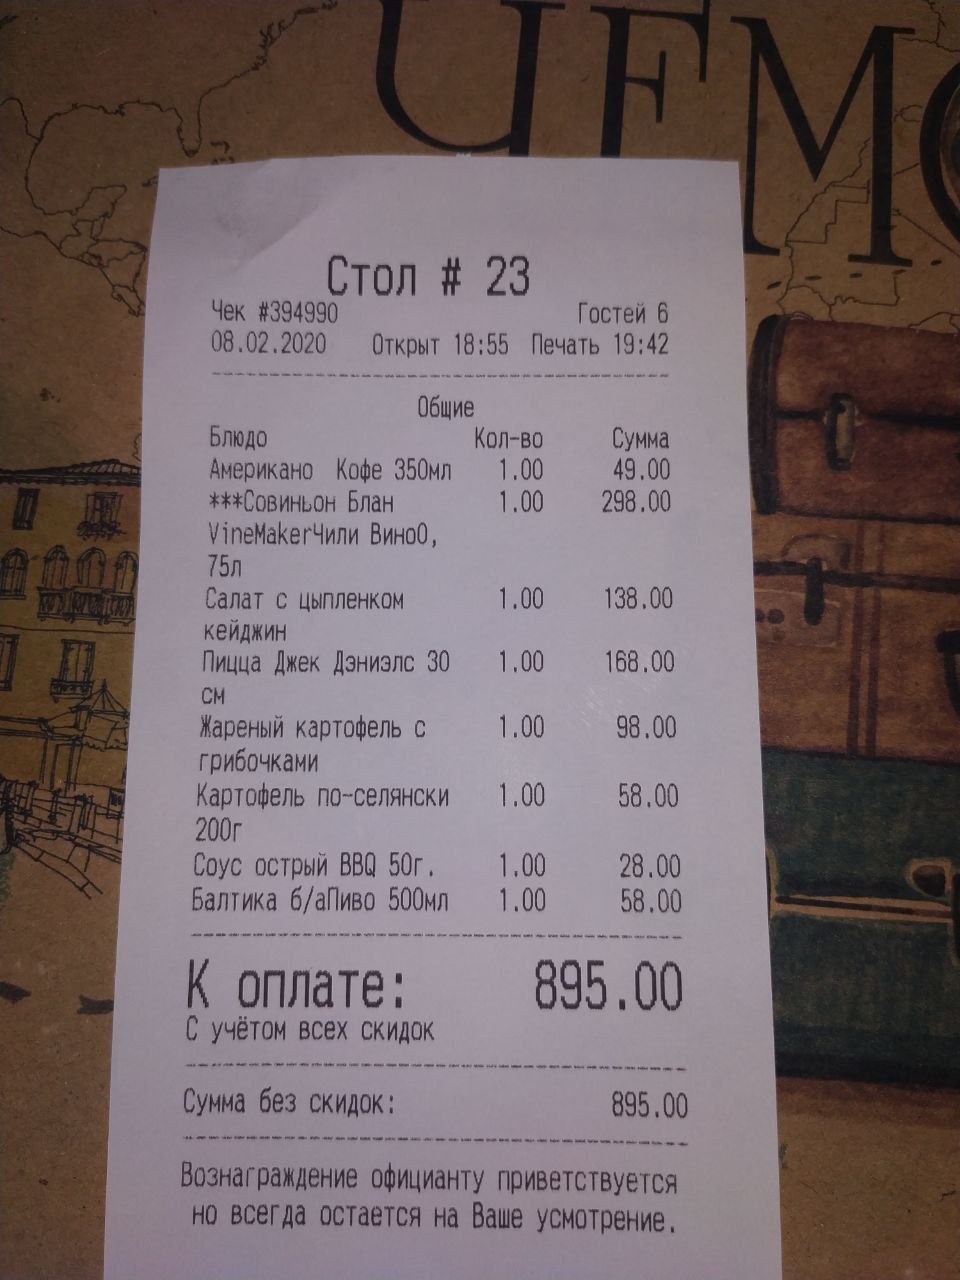 ЧЕМО
Стол # 23
Чек #394990 Гостей 6
08.02.2020 Открыт 18:55 Печать 19:42
Общие
Блюдо Кол-во Сумма
Американо Кофе 350мл 1.00 49.00
***Совиньон Блан 1.00 298.00
VineMakerЧили Вино0,
75л
Салат с цыпленком 1.00 138.00
кейджин
Пицца Джек Дэниэлс 30 1.00 168.00
см
Жареный картофель с 1.00 98.00
грибочками
Картофель по-селянски 1.00 58.00
200г
Соус острый BBQ 50г. 1.00 28.00
Балтика б/аПиво 500мл 1.00 58.00
К оплате: 895.00
С учётом всех скидок
Сумма без скидок: 895.00
Вознаграждение официанту приветствуется
но всегда остается на Ваше усмотрение.